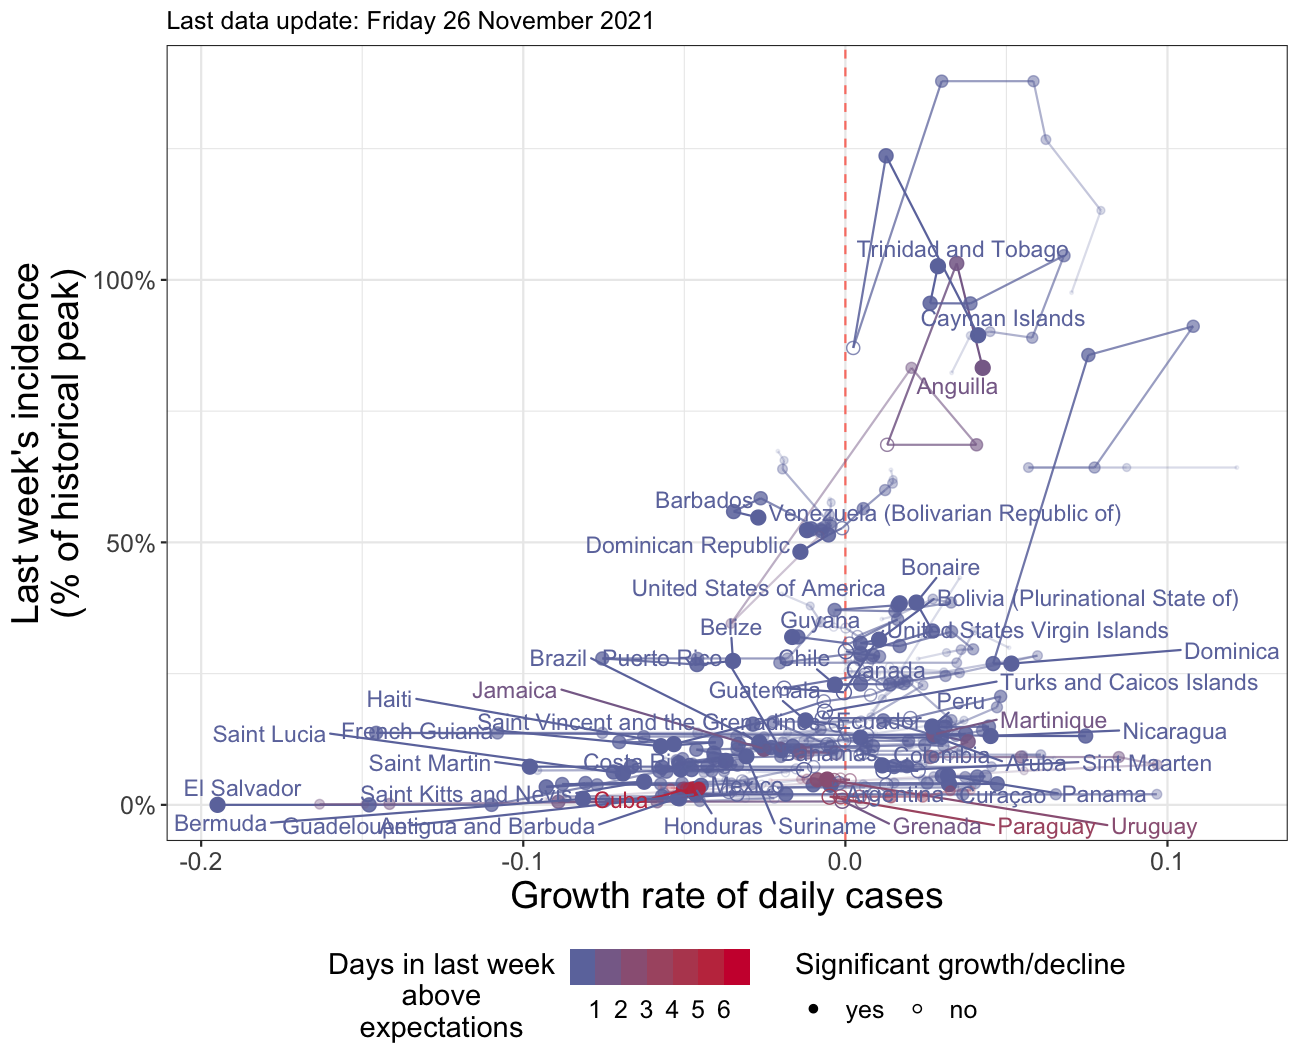 Last data update: Friday 26 November 2021
Last week's incidence
(% of historical peak)
100%
50%
0%
Trinidad and Tobago
Cayman Islands
Anguilla
Barbados
Venezuela (Bolivarian Republic of)
Dominican Republic
Bonaire
United States of America
Bolivia (Plurinational State of)
Guyana
Belize
United States Virgin Islands
Brazil
Puerto Rico
Chile
Dominica
Canada
Jamaica
Guatemala
Turks and Caicos Islands
Haiti
Peru
Saint Lucia
French Guiana
Saint Vincent and the Grenadines
Ecuador
Martinique
Nicaragua
Saint Martin
Costa Rica
Bahamas
Colombia
Aruba
Sint Maarten
El Salvador
Saint Kitts and Nevis
Cuba
Mexico
Argentina
Curaçao
Panama
Bermuda
Guadeloupe
Antigua and Barbuda
Honduras
Suriname
Grenada
Paraguay
Uruguay
-0.2
-0.1
0.0
0.1
Growth rate of daily cases
Days in last week
above
expectations
1 2 3 4 5 6
Significant growth/decline
yes
no